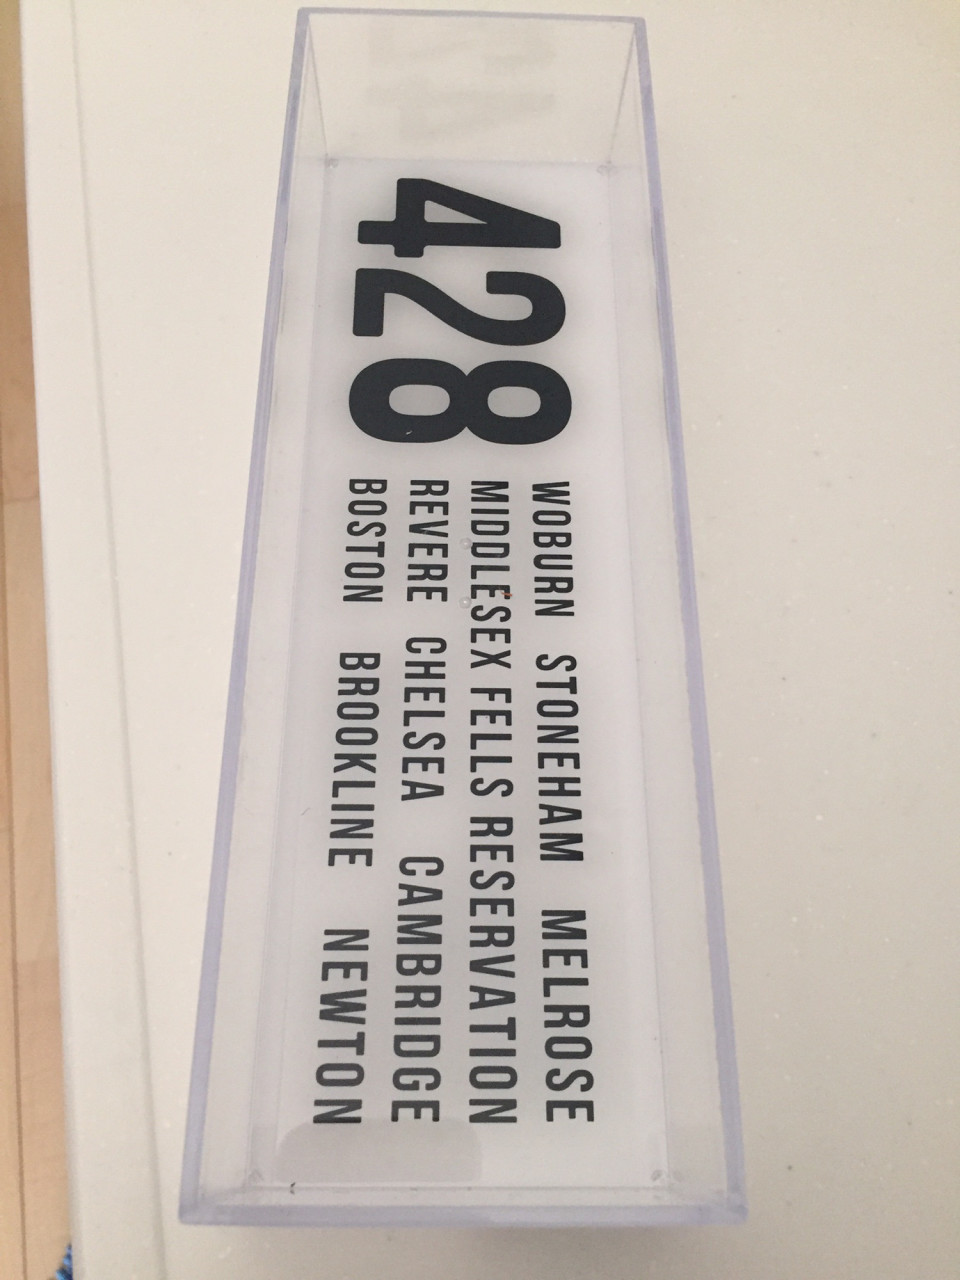 428
WOBURN STONEHAM MELROSE
MIDDLESEX FELLS RESERVATION
REVERE CHELSEA CAMBRIDGE
BOSTON BROOKLINE NEWTON